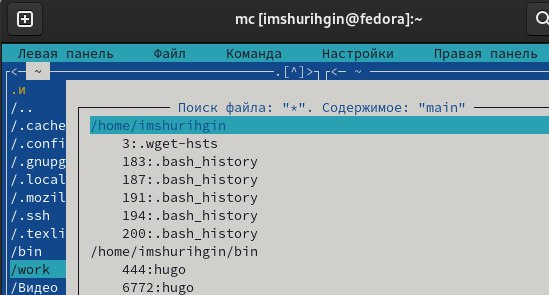 mc [imshurihgin@fedora]:~
Левая панель Файл Команда Настройки Правая панель
<— ~ .[^]> <— ~
.и
/..
/.cache
/.confi
/.gnupg
/.local
/.mozil
/.ssh
/.texli
/bin
/work
/Видео
Поиск файла: "*". Содержимое: "main"
/home/imshurihgin
3:.wget-hsts
183:.bash_history
187:.bash_history
191:.bash_history
194:.bash_history
200:.bash_history
/home/imshurihgin/bin
444:hugo
6772:hugo